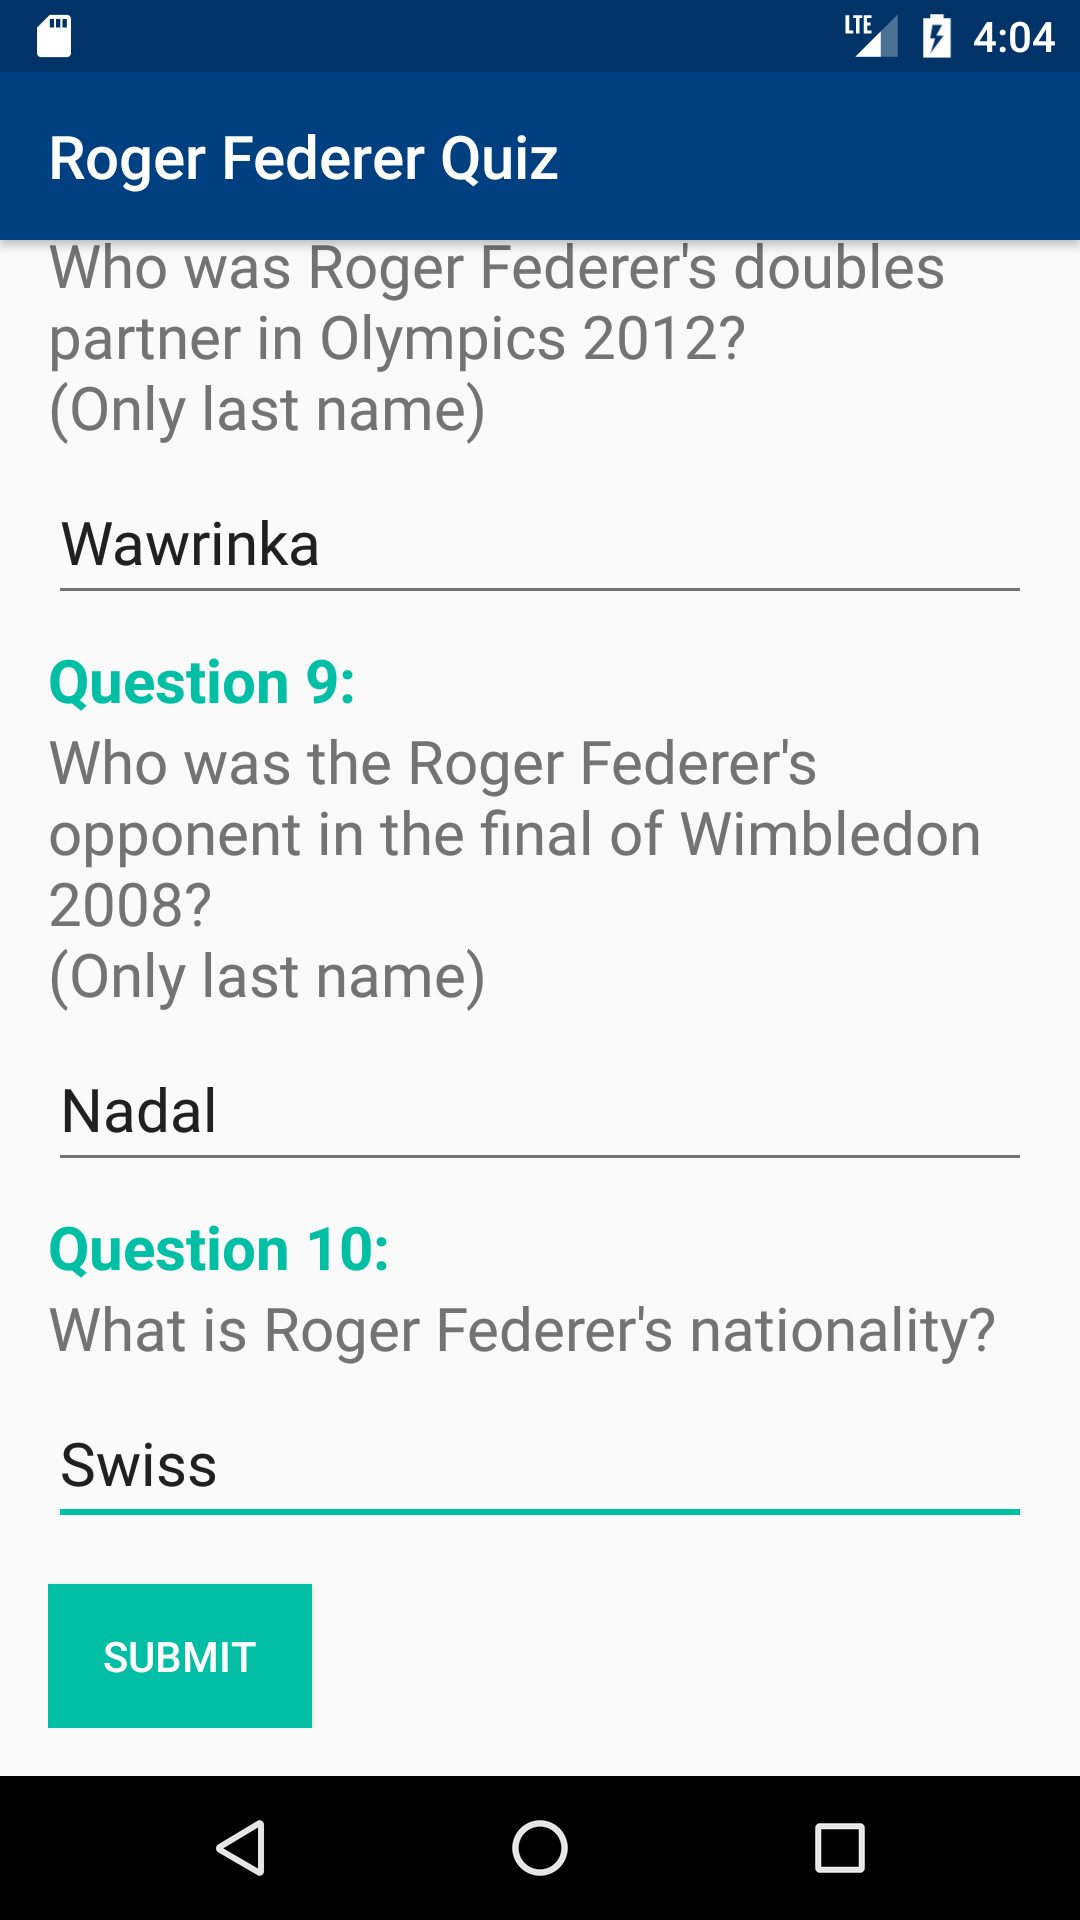 LTE 4:04
Roger Federer Quiz
Who was Roger Federer's doubles
partner in Olympics 2012?
(Only last name)
Wawrinka
Question 9:
Who was the Roger Federer's
opponent in the final of Wimbledon
2008?
(Only last name)
Nadal
Question 10:
What is Roger Federer's nationality?
Swiss
SUBMIT